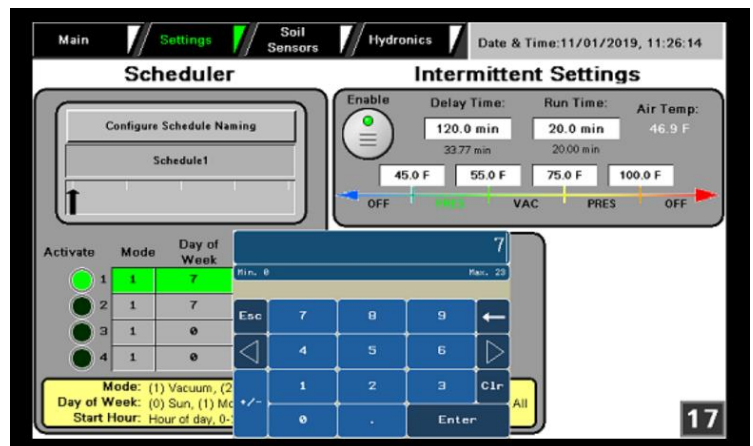 Main
Settings
Soil
Sensors
Hydronics
Date & Time:11/01/2019, 11:26:14
Scheduler
Intermittent Settings
Configure Schedule Naming
Schedule1
Enable
Delay Time:
Run Time:
Air Temp:
120.0 min
20.0 min
46.9 F
33.77 min
20.00 min
45.0 F
55.0 F
75.0 F
100.0 F
OFF
PRES
VAC
PRES
OFF
Activate
Mode
Day of
Week
1 1 7
2 1 7
3 1 0
4 1 0
7
Min. 0
Max. 23
Esc 7 8 9
4 5 6
+/- 1 2 3 Clr
0 . Enter
Mode: (1) Vacuum, (2
Day of Week: (0) Sun, (1)
All
Start Hour: Hour of day, 0-
17